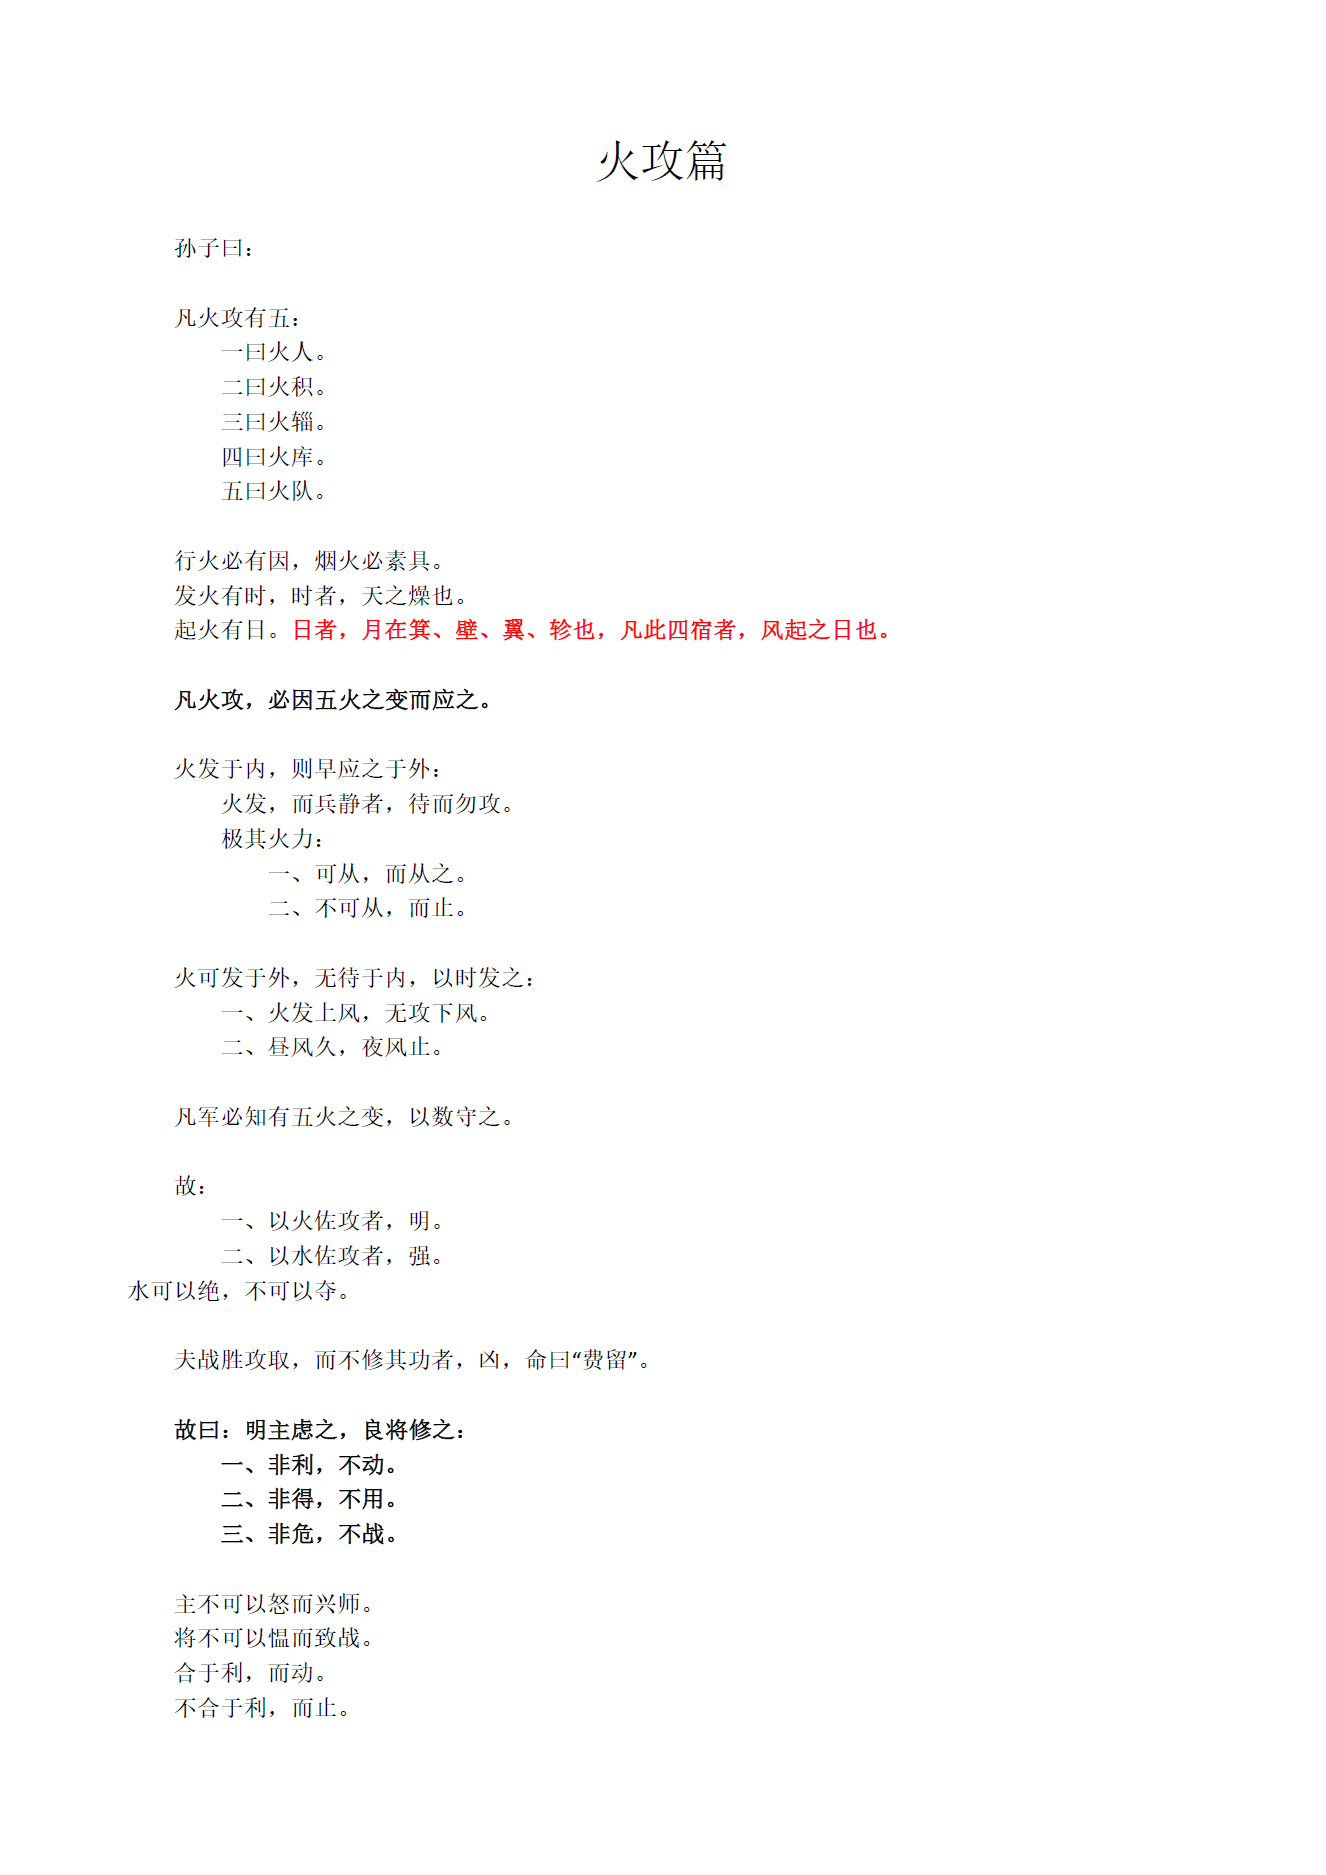 火攻篇
孙子曰：
凡火攻有五：
一曰火人。
二曰火积。
三曰火辎。
四曰火库。
五曰火队。
行火必有因，烟火必素具。
发火有时，时者，天之燥也。
起火有日。日者，月在箕、壁、翼、轸也，凡此四宿者，风起之日也。
凡火攻，必因五火之变而应之。
火发于内，则早应之于外：
火发，而兵静者，待而勿攻。
极其火力：
一、可从，而从之。
二、不可从，而止。
火可发于外，无待于内，以时发之：
一、火发上风，无攻下风。
二、昼风久，夜风止。
凡军必知有五火之变，以数守之。
故：
一、以火佐攻者，明。
二、以水佐攻者，强。
水可以绝，不可以夺。
夫战胜攻取，而不修其功者，凶，命曰“费留”。
故曰：明主虑之，良将修之：
一、非利，不动。
二、非得，不用。
三、非危，不战。
主不可以怒而兴师。
将不可以愠而致战。
合于利，而动。
不合于利，而止。